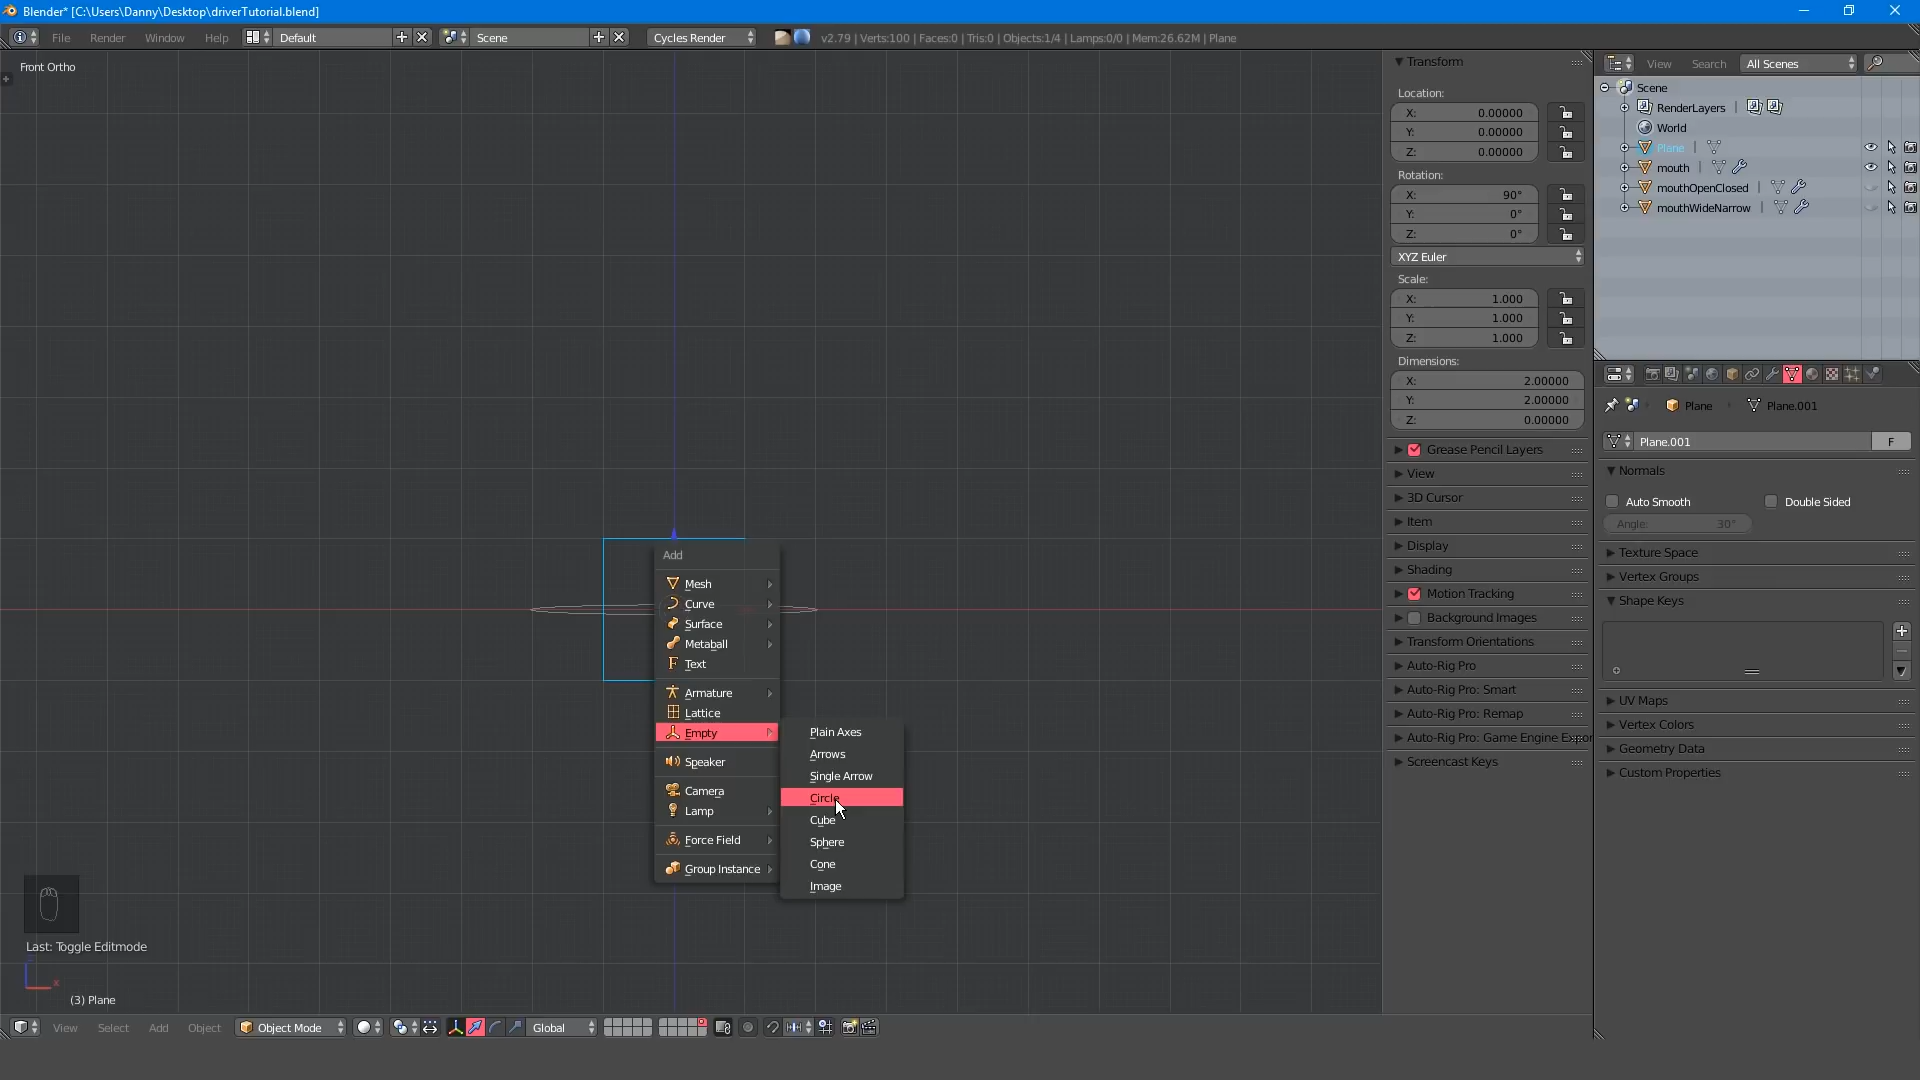 Blender* [C:\Users\Danny\Desktop\driverTutorial.blend]
File Render Window Help Default Scene Cycles Render v2.79 | Verts:100 | Faces:0 | Tris:0 | Objects:1/4 | Lamps:0/0 | Mem:26.62M | Plane
Front Ortho
Add
Mesh
Curve
Surface
Metaball
Text
Armature
Lattice
Empty
Speaker
Camera
Lamp
Force Field
Group Instance
Plain Axes
Arrows
Single Arrow
Circle
Cube
Sphere
Cone
Image
Last: Toggle Editmode
x
(3) Plane
View Select Add Object Object Mode Global
Transform
Location:
X: 0.00000
Y: 0.00000
Z: 0.00000
Rotation:
X: 90°
Y: 0°
Z: 0°
XYZ Euler
Scale:
X: 1.000
Y: 1.000
Z: 1.000
Dimensions:
X: 2.00000
Y: 2.00000
Z: 0.00000
Grease Pencil Layers
View
3D Cursor
Item
Display
Shading
Motion Tracking
Background Images
Transform Orientations
Auto-Rig Pro
Auto-Rig Pro: Smart
Auto-Rig Pro: Remap
Auto-Rig Pro: Game Engine Expor
Screencast Keys
View Search All Scenes
Scene
RenderLayers
World
Plane
mouth
mouthOpenClosed
mouthWideNarrow
Plane Plane.001
Plane.001 F
Normals
Auto Smooth Double Sided
Angle: 30°
Texture Space
Vertex Groups
Shape Keys
UV Maps
Vertex Colors
Geometry Data
Custom Properties